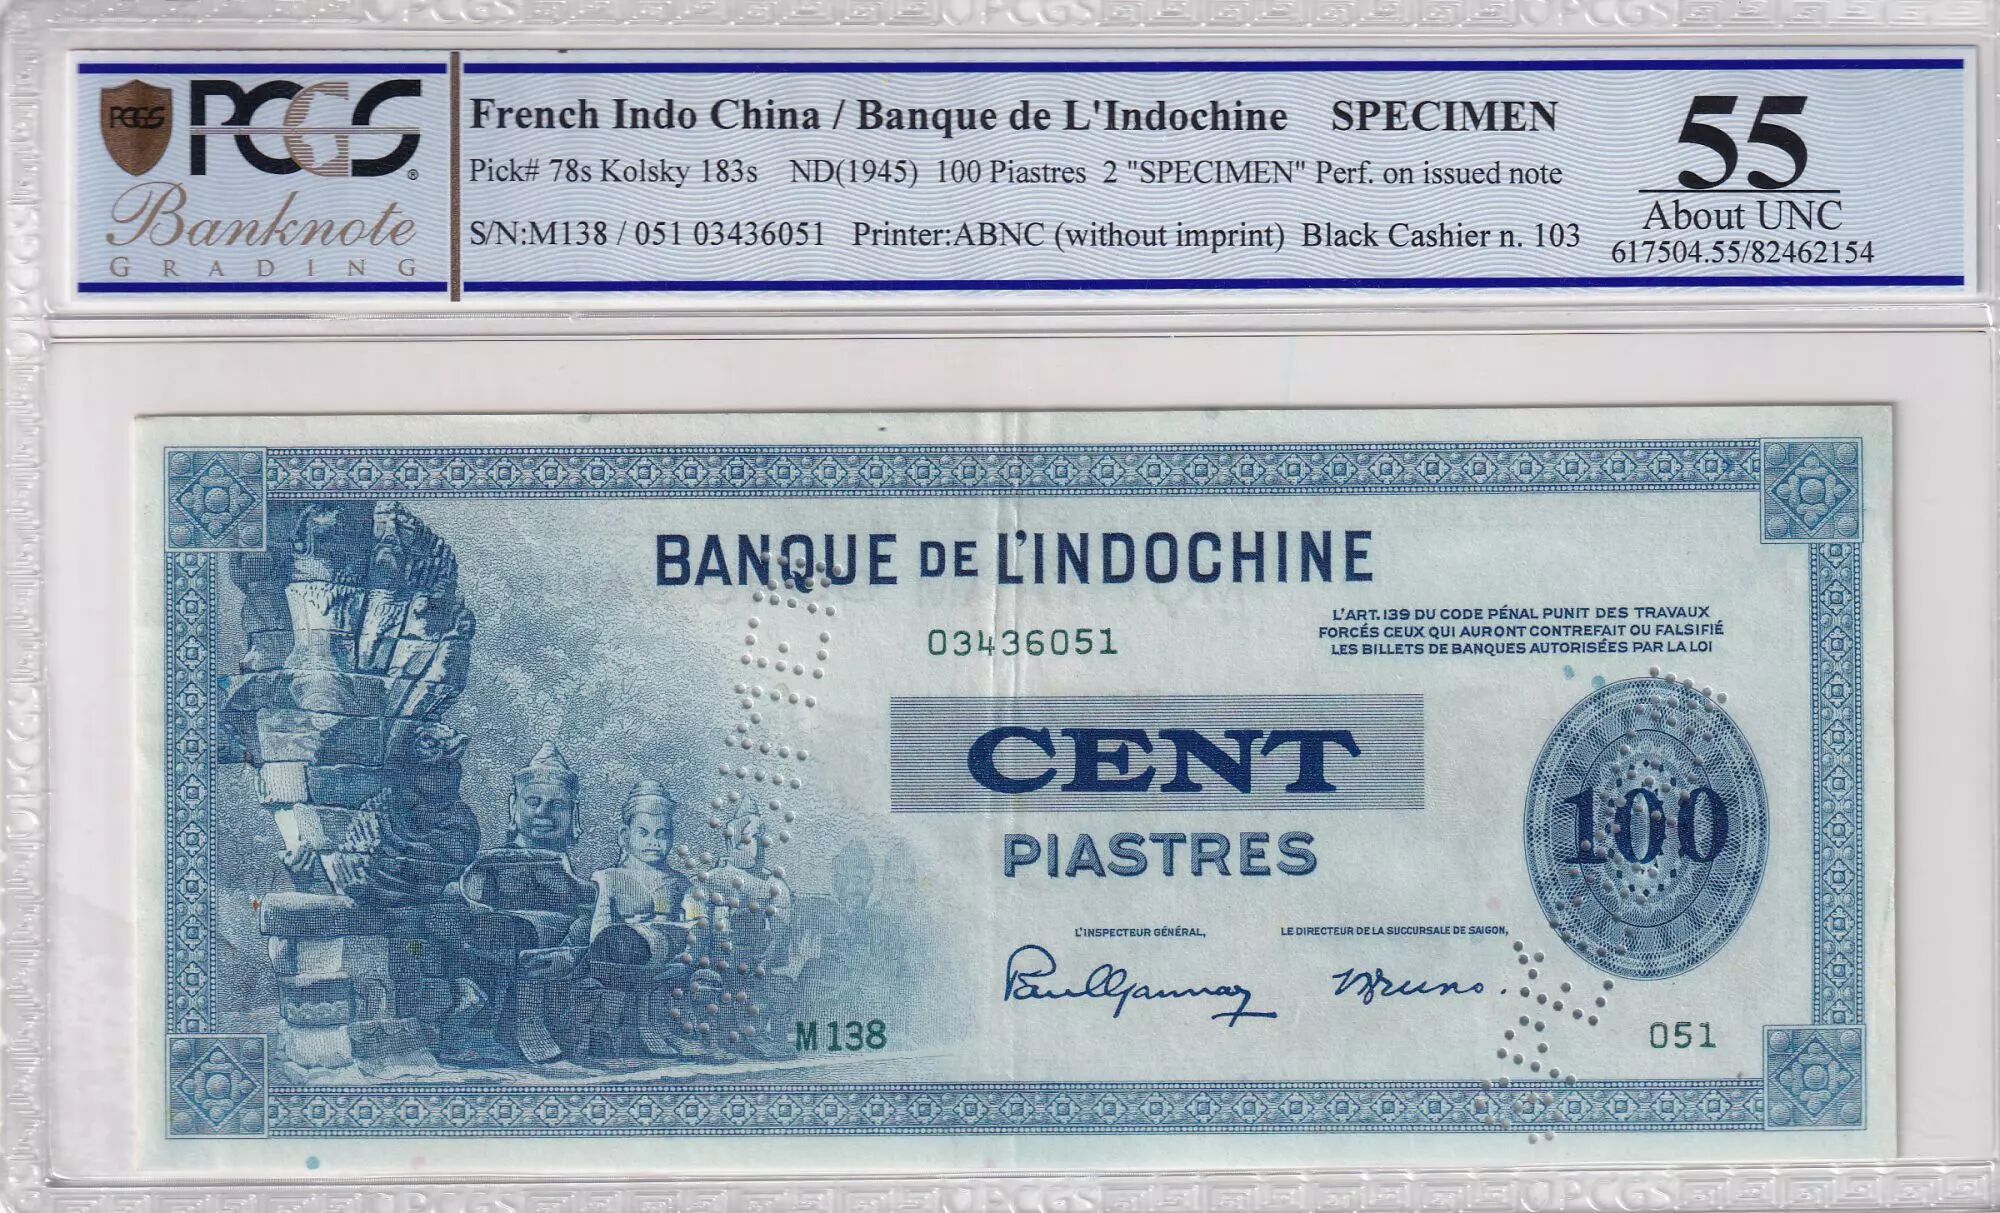 PCGS
PCGS®
Banknote
GRADING
French Indo China / Banque de L'Indochine SPECIMEN
Pick# 78s Kolsky 183s ND(1945) 100 Piastres 2 "SPECIMEN" Perf. on issued note
S/N:M138 / 051 03436051 Printer:ABNC (without imprint) Black Cashier n. 103
55
About UNC
617504.55/82462154
BANQUE DE L'INDOCHINE
L'ART.139 DU CODE PÉNAL PUNIT DES TRAVAUX
FORCÉS CEUX QUI AURONT CONTREFAIT OU FALSIFIÉ
LES BILLETS DE BANQUES AUTORISÉES PAR LA LOI
03436051
CENT
PIASTRES
100
L'INSPECTEUR GÉNÉRAL,
LE DIRECTEUR DE LA SUCCURSALE DE SAIGON,
M138
051
SPECIMEN
SPECIMEN